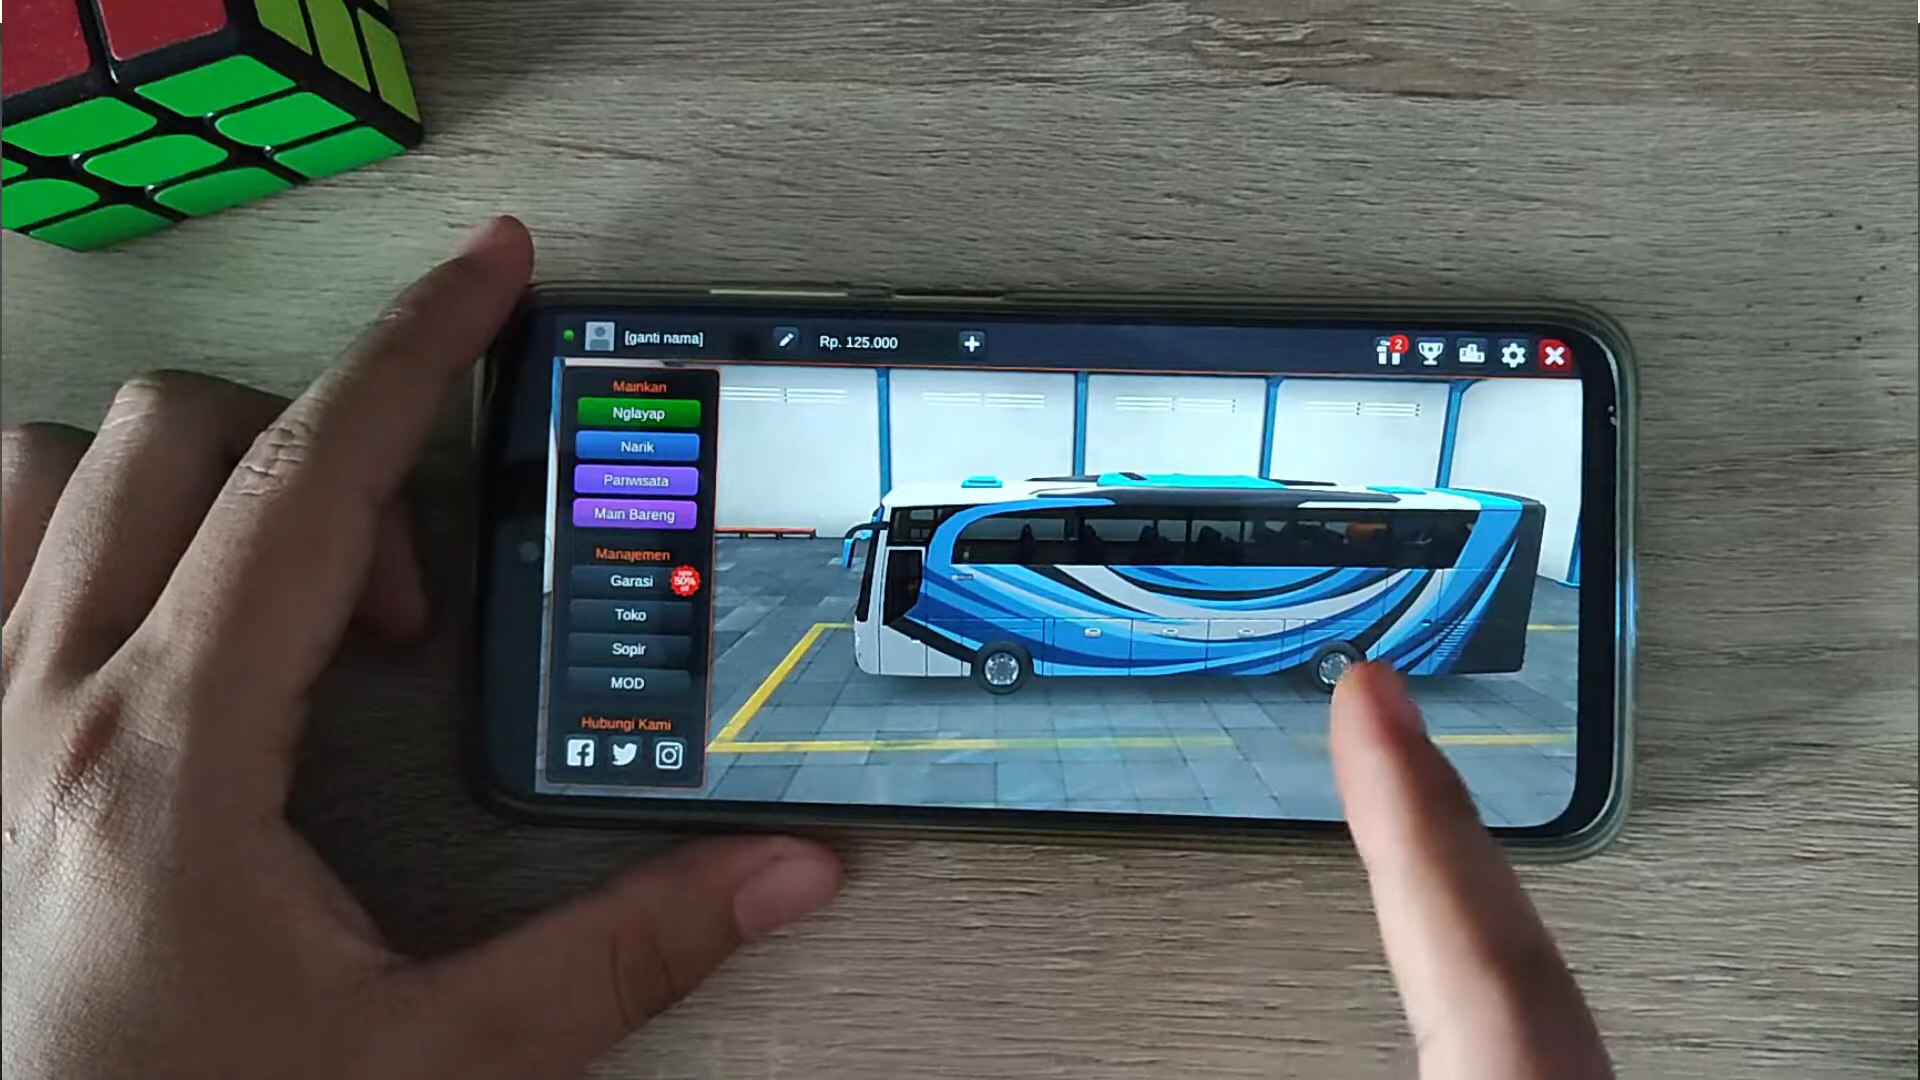 [ganti nama]
Rp. 125.000
2
Mainkan
Nglayap
Narik
Pariwisata
Main Bareng
Manajemen
Garasi
50%
Toko
Sopir
MOD
Hubungi Kami